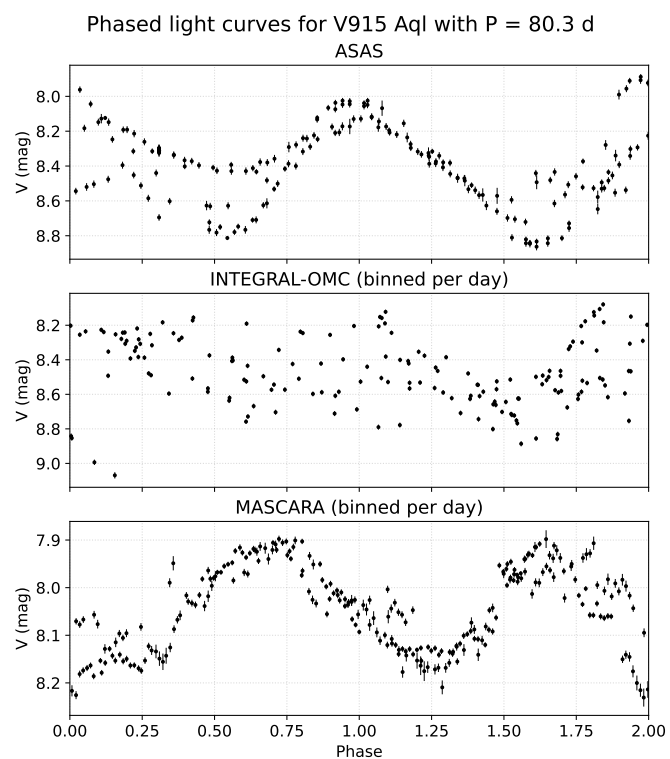 Phased light curves for V915 Aql with P = 80.3 d
ASAS
8.0
8.2
8.4
8.6
8.8
V (mag)
INTEGRAL-OMC (binned per day)
8.2
8.4
8.6
8.8
9.0
V (mag)
MASCARA (binned per day)
7.9
8.0
8.1
8.2
V (mag)
0.00 0.25 0.50 0.75 1.00 1.25 1.50 1.75 2.00
Phase